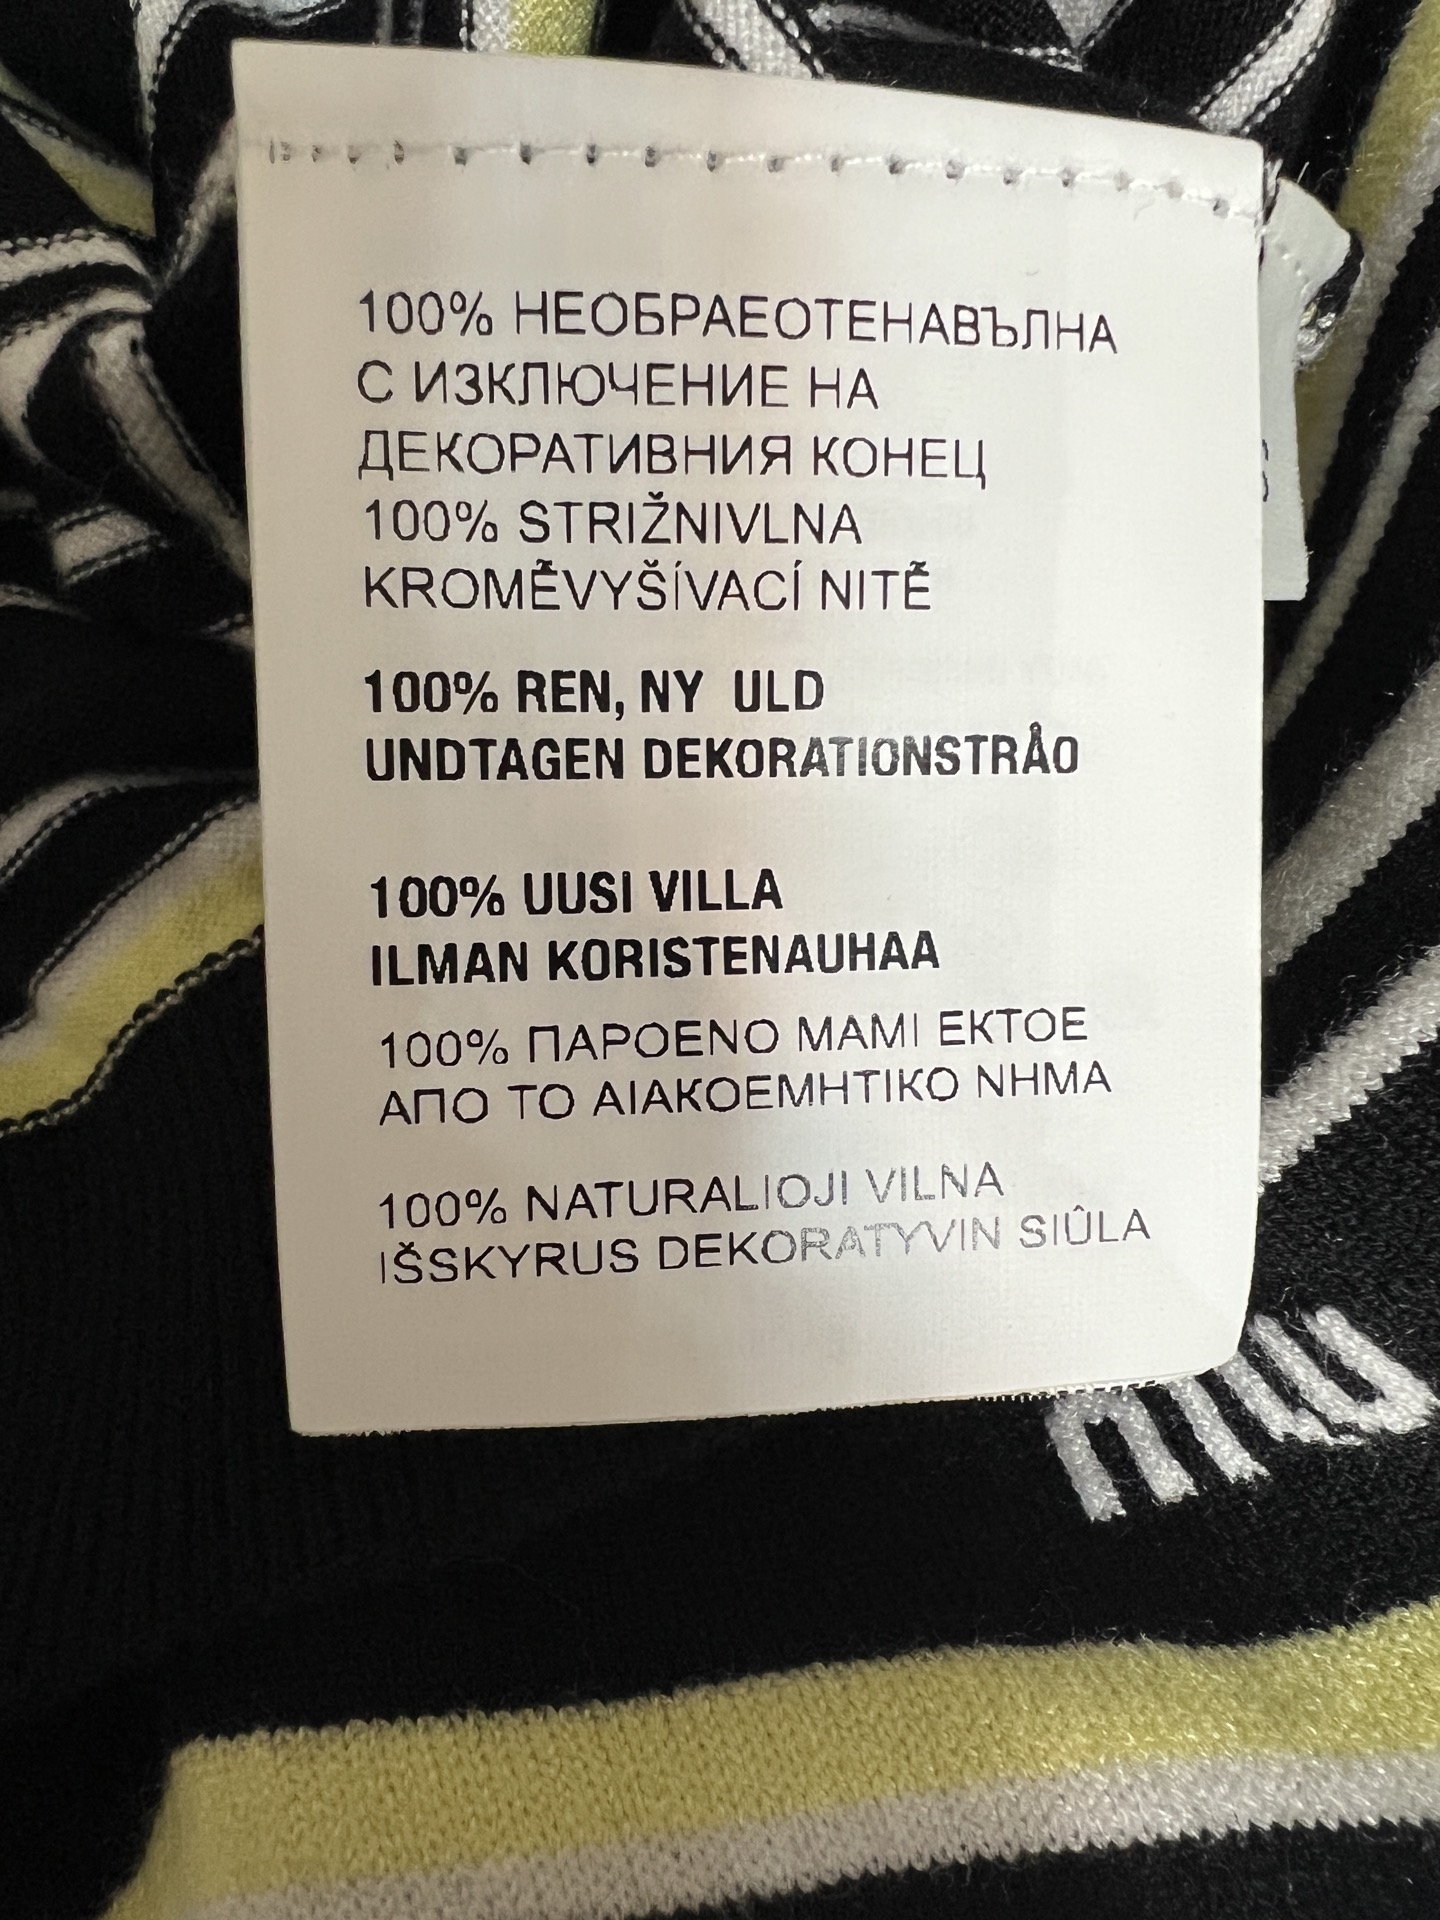 100% НЕОБРАЕОТЕНАВЪЛНА
С ИЗКЛЮЧЕНИЕ НА
ДЕКОРАТИВНИЯ КОНЕЦ
100% STRIŽNIVLNA
KROMĚVYŠÍVACÍ NITĚ
100% REN, NY ULD
UNDTAGEN DEKORATIONSTRÅO
100% UUSI VILLA
ILMAN KORISTENAUHAA
100% ΠΑΡΟΕΝΟ ΜΑΜΙ ΕΚΤΟΕ
ΑΠΟ ΤΟ ΑΙΑΚΟΕΜΗΤΙΚΟ ΝΗΜΑ
100% NATURALIOJI VILNA
IŠSKYRUS DEKORATYVIN SIÛLA